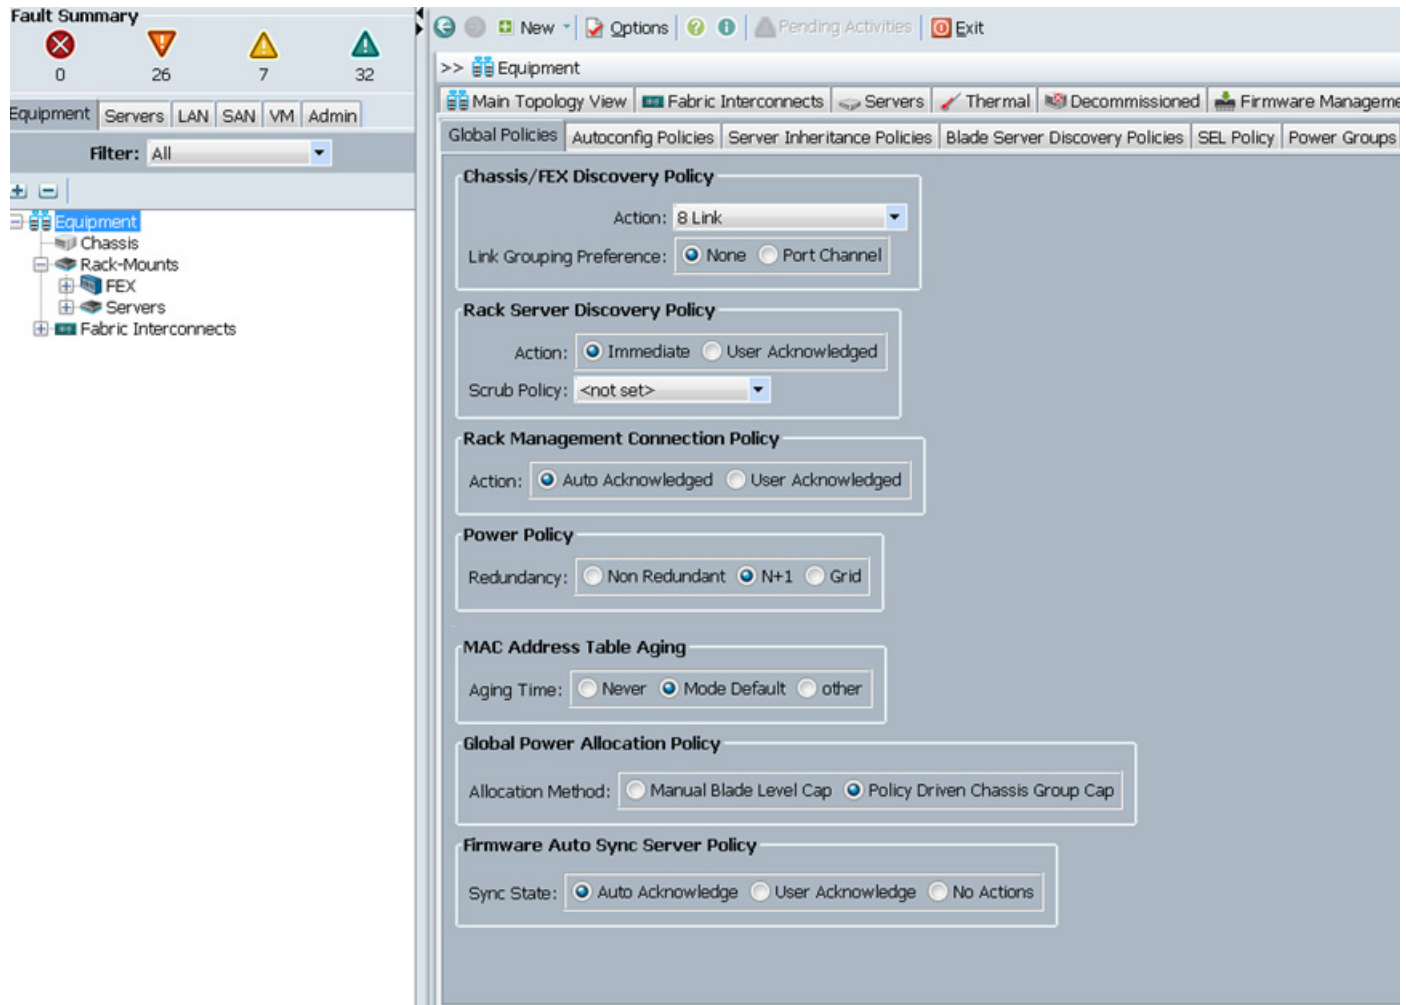 Fault Summary
0 26 7 32
Equipment Servers LAN SAN VM Admin
Filter: All
Equipment
Chassis
Rack-Mounts
FEX
Servers
Fabric Interconnects
New Options Pending Activities Exit
>> Equipment
Main Topology View Fabric Interconnects Servers Thermal Decommissioned Firmware Manageme
Global Policies Autoconfig Policies Server Inheritance Policies Blade Server Discovery Policies SEL Policy Power Groups
Chassis/FEX Discovery Policy
Action: 8 Link
Link Grouping Preference: None Port Channel
Rack Server Discovery Policy
Action: Immediate User Acknowledged
Scrub Policy: <not set>
Rack Management Connection Policy
Action: Auto Acknowledged User Acknowledged
Power Policy
Redundancy: Non Redundant N+1 Grid
MAC Address Table Aging
Aging Time: Never Mode Default other
Global Power Allocation Policy
Allocation Method: Manual Blade Level Cap Policy Driven Chassis Group Cap
Firmware Auto Sync Server Policy
Sync State: Auto Acknowledge User Acknowledge No Actions